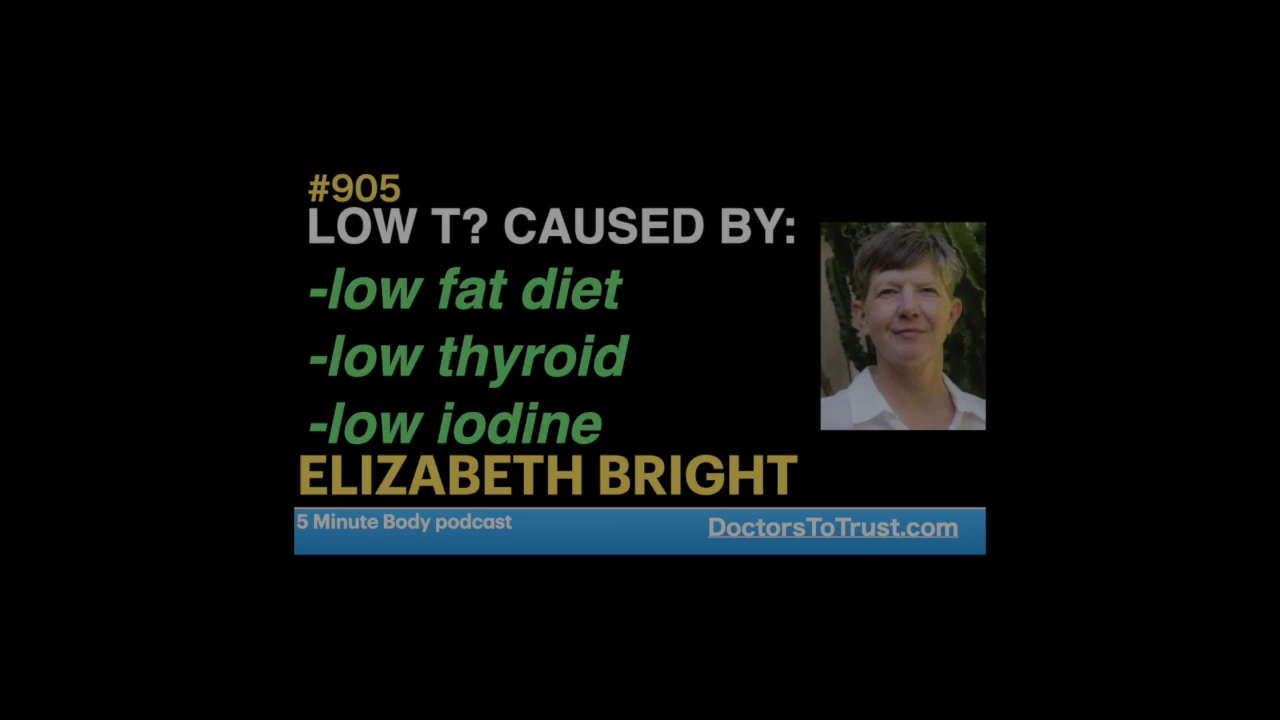 #905
LOW T? CAUSED BY:
-low fat diet
-low thyroid
-low iodine
ELIZABETH BRIGHT
5 Minute Body podcast
DoctorsToTrust.com